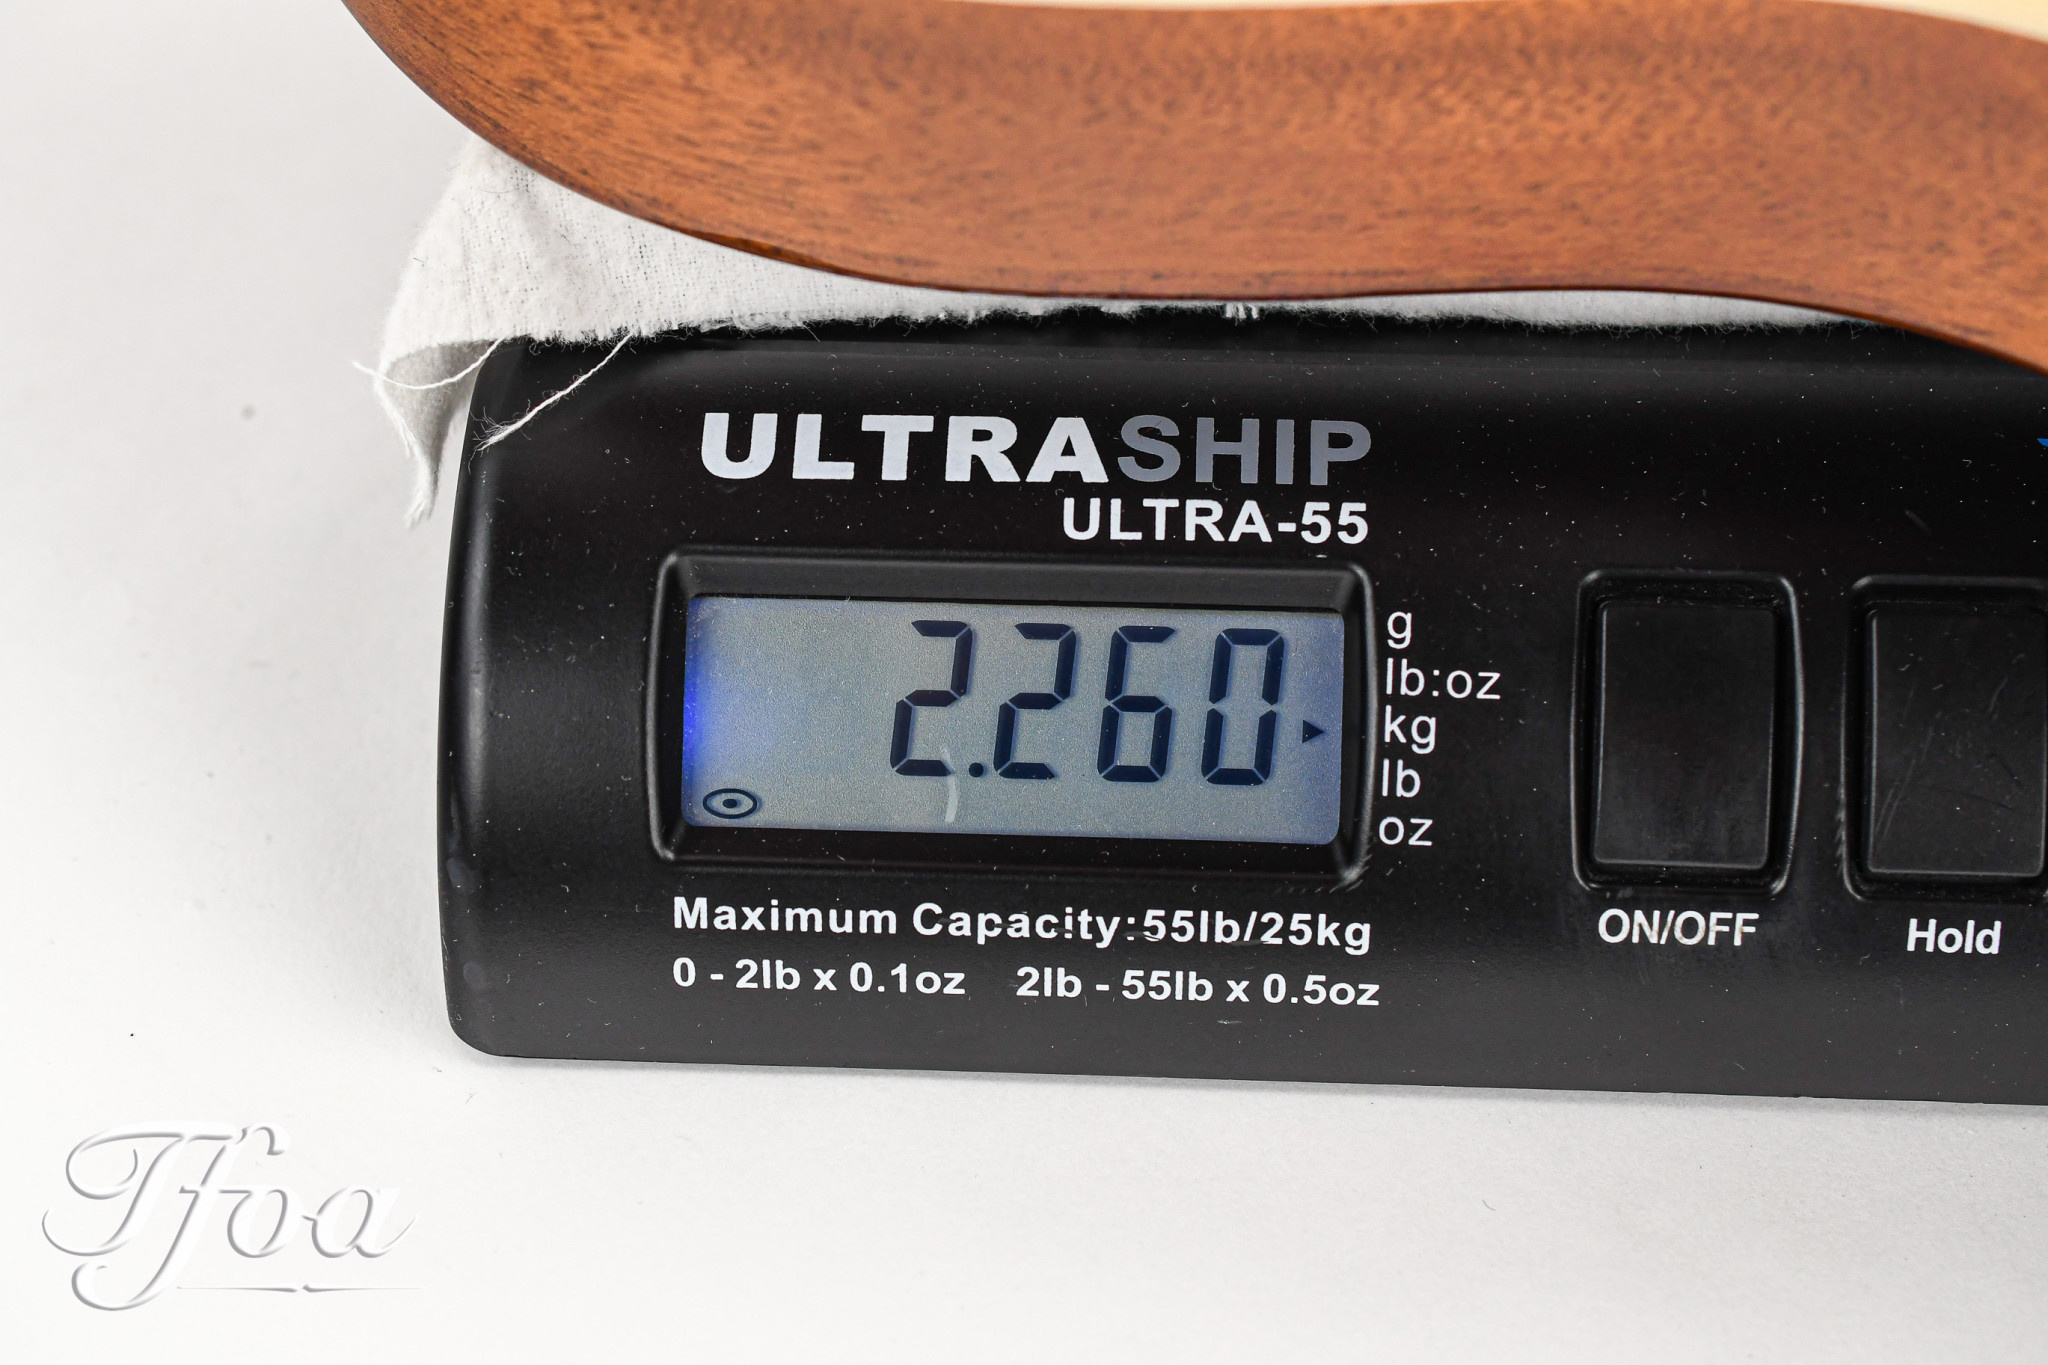 ULTRASHIP
ULTRA-55
2.260
g
lb:oz
kg
lb
oz
Maximum Capacity:55lb/25kg
0 - 2lb x 0.1oz 2lb - 55lb x 0.5oz
ON/OFF
Hold
Tfoa